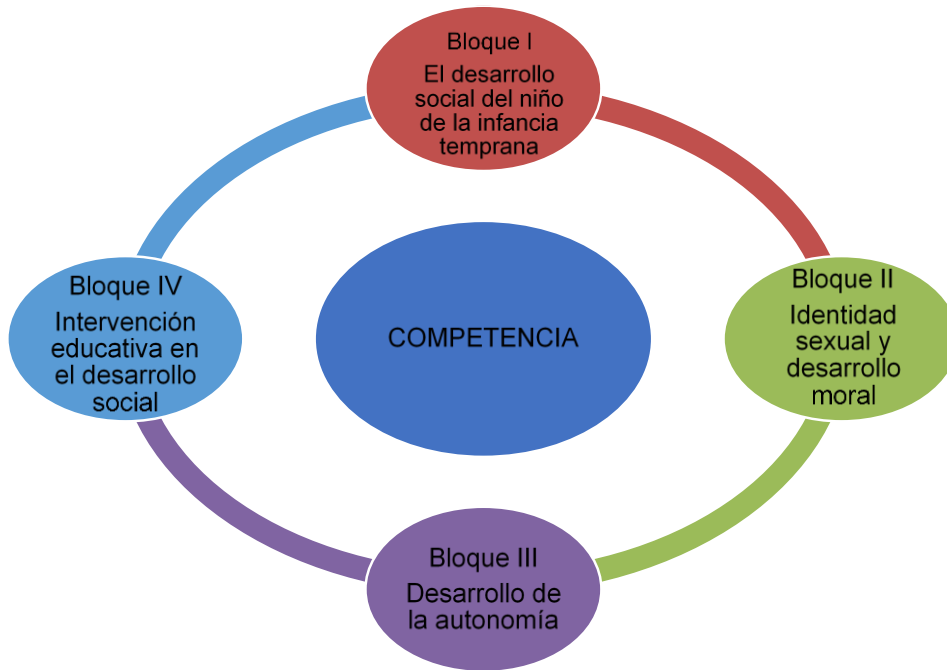 Bloque I
El desarrollo
social del niño
de la infancia
temprana
Bloque IV
Intervención
educativa en
el desarrollo
social
COMPETENCIA
Bloque II
Identidad
sexual y
desarrollo
moral
Bloque III
Desarrollo de
la autonomía